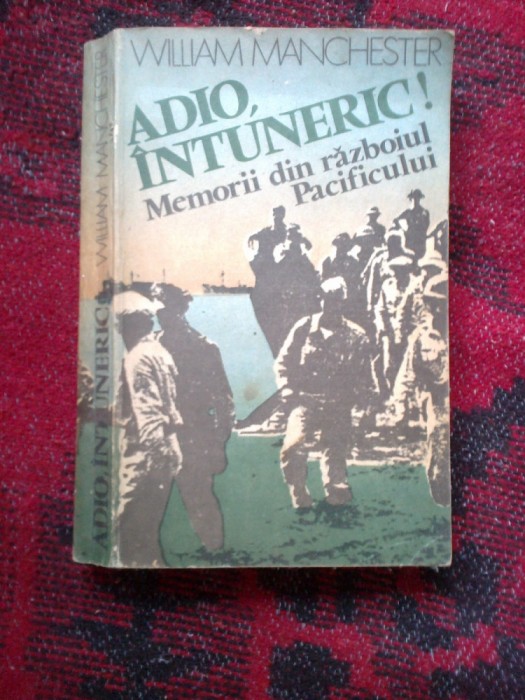 WILLIAM MANCHESTER
ADIO,
ÎNTUNERIC!
Memorii din războiul
Pacificului
ADIO, ÎNTUNERIC! WILLIAM MANCHESTER